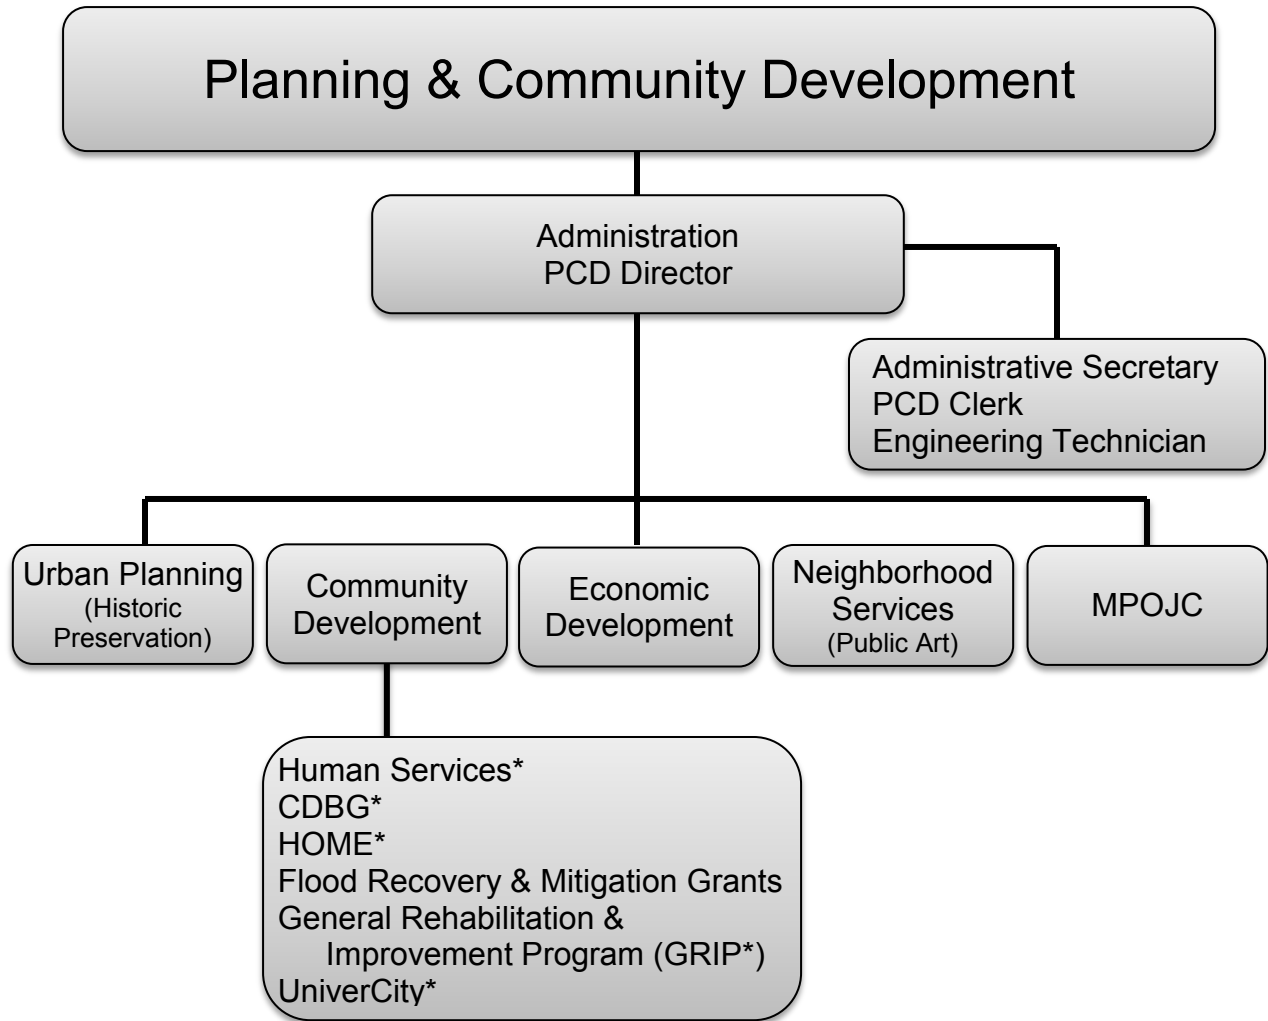 Planning & Community Development
Administration
PCD Director
Administrative Secretary
PCD Clerk
Engineering Technician
Urban Planning
(Historic
Preservation)
Community
Development
Economic
Development
Neighborhood
Services
(Public Art)
MPOJC
Human Services*
CDBG*
HOME*
Flood Recovery & Mitigation Grants
General Rehabilitation &
Improvement Program (GRIP*)
UniverCity*